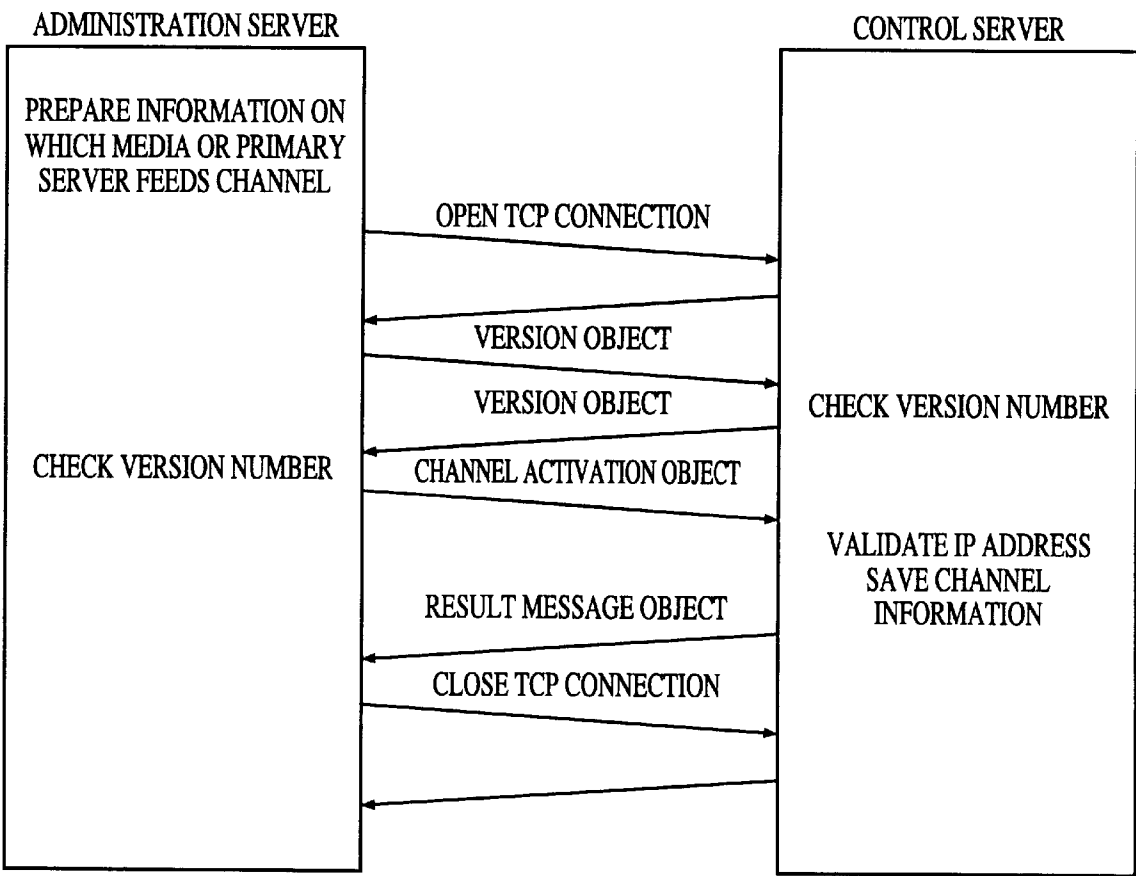 ADMINISTRATION SERVER
CONTROL SERVER
PREPARE INFORMATION ON
WHICH MEDIA OR PRIMARY
SERVER FEEDS CHANNEL
OPEN TCP CONNECTION
VERSION OBJECT
VERSION OBJECT
CHECK VERSION NUMBER
CHECK VERSION NUMBER
CHANNEL ACTIVATION OBJECT
VALIDATE IP ADDRESS
SAVE CHANNEL
INFORMATION
RESULT MESSAGE OBJECT
CLOSE TCP CONNECTION